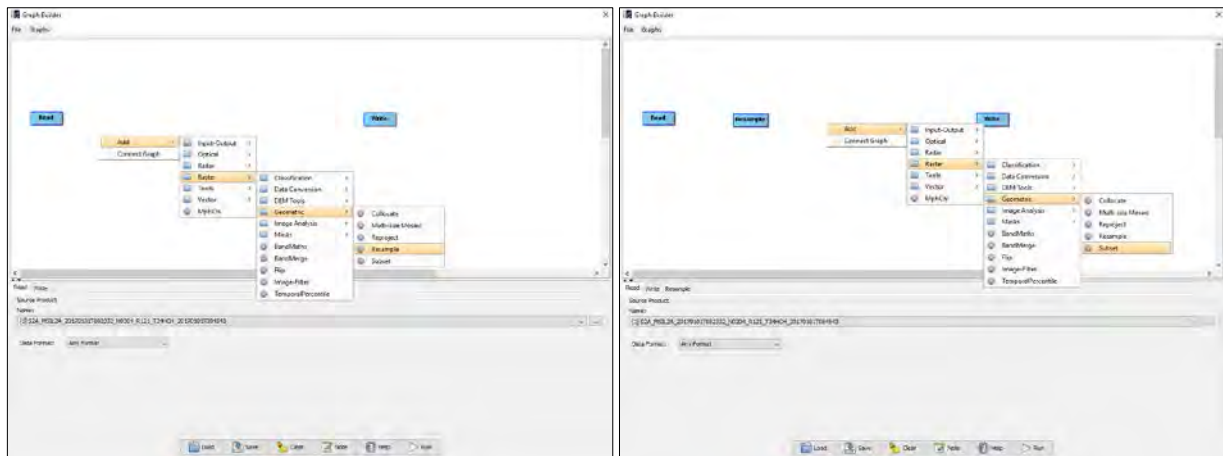 Graph Builder
File Graphs
Read
Write
Add
Connect Graph
Input-Output
Optical
Radar
Raster
Tools
Vector
Classification
Data Conversion
DEM Tools
Geometric
Image Analysis
Masks
BandMaths
BandMerge
Flip
Image-Filter
TemporalPercentile
Collocate
Multi-size Mosaic
Reproject
Resample
Subset
Read Write
Source Product
Name:
Data Format: Any Format
Load Save Clear Note Help Run
Graph Builder
File Graphs
Read
Resample
Write
Add
Connect Graph
Input-Output
Optical
Radar
Raster
Tools
Vector
Classification
Data Conversion
DEM Tools
Geometric
Image Analysis
Masks
BandMaths
BandMerge
Flip
Image-Filter
TemporalPercentile
Collocate
Multi-size Mosaic
Reproject
Resample
Subset
Read Write Resample
Source Product
Name:
Data Format: Any Format
Load Save Clear Note Help Run